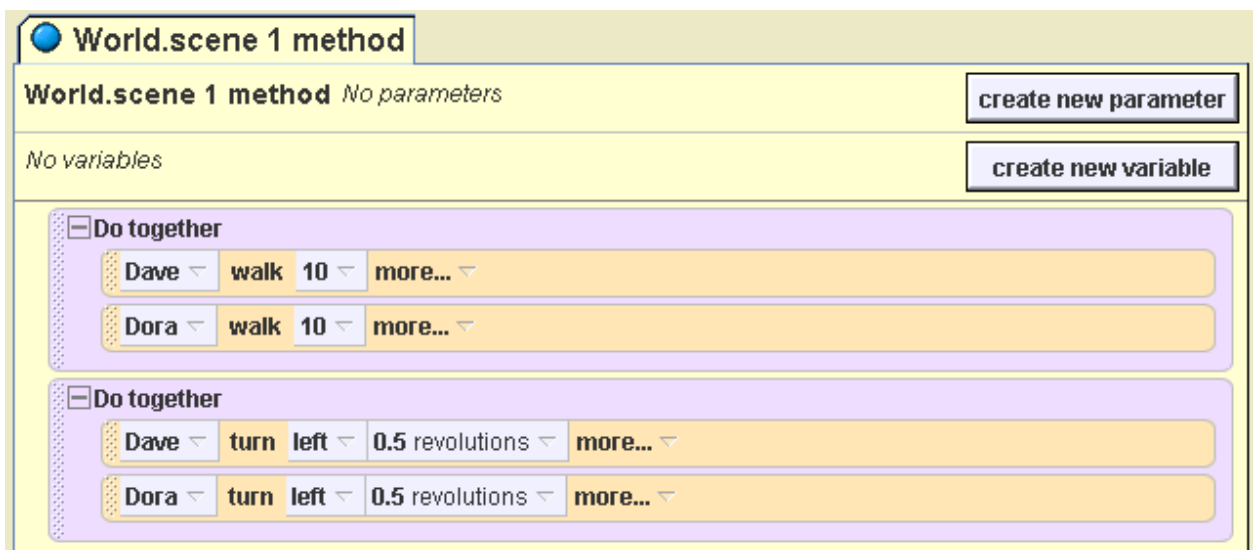 World.scene 1 method
World.scene 1 method No parameters create new parameter
No variables create new variable
Do together
Dave walk 10 more...
Dora walk 10 more...
Do together
Dave turn left 0.5 revolutions more...
Dora turn left 0.5 revolutions more...